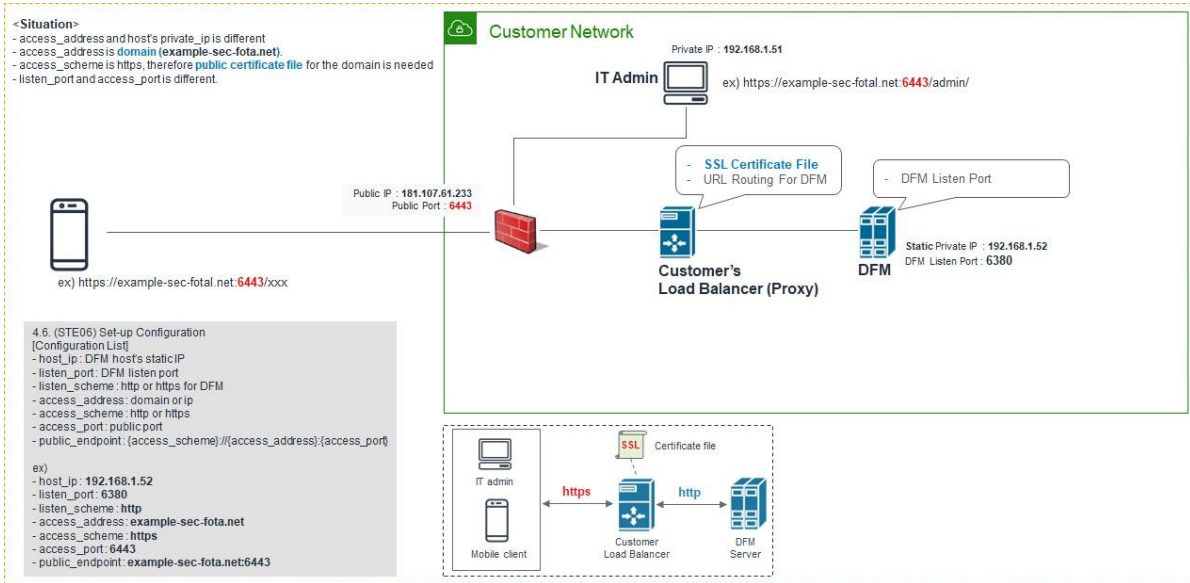 <Situation>
- access_address and host's private_ip is different
- access_address is domain (example-sec-fota.net).
- access_scheme is https, therefore public certificate file for the domain is needed
- listen_port and access_port is different.
Customer Network
Private IP : 192.168.1.51
IT Admin
ex) https://example-sec-fotal.net:6443/admin/
- SSL Certificate File
- URL Routing For DFM
- DFM Listen Port
Public IP : 181.107.61.233
Public Port : 6443
ex) https://example-sec-fotal.net:6443/xxx
Customer's
Load Balancer (Proxy)
DFM
Static Private IP : 192.168.1.52
DFM Listen Port : 6380
4.6. (STE06) Set-up Configuration
[Configuration List]
- host_ip : DFM host's static IP
- listen_port : DFM listen port
- listen_scheme : http or https for DFM
- access_address : domain or ip
- access_scheme : http or https
- access_port : public port
- public_endpoint : {access_scheme}://{access_address}:{access_port}
ex)
- host_ip : 192.168.1.52
- listen_port : 6380
- listen_scheme : http
- access_address : example-sec-fota.net
- access_scheme : https
- access_port : 6443
- public_endpoint : example-sec-fota.net:6443
IT admin
Mobile client
https
SSL
Certificate file
http
Customer
Load Balancer
DFM
Server